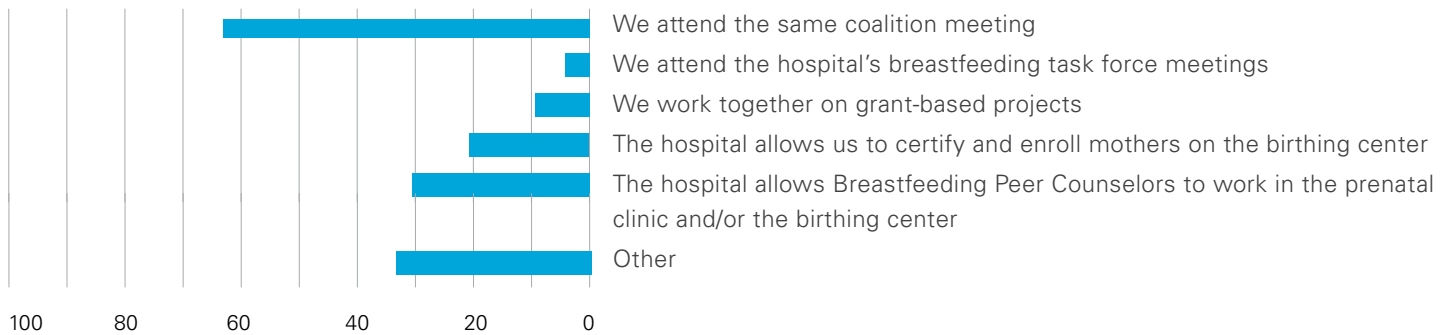 We attend the same coalition meeting
We attend the hospital's breastfeeding task force meetings
We work together on grant-based projects
The hospital allows us to certify and enroll mothers on the birthing center
The hospital allows Breastfeeding Peer Counselors to work in the prenatal
clinic and/or the birthing center
Other
100 80 60 40 20 0